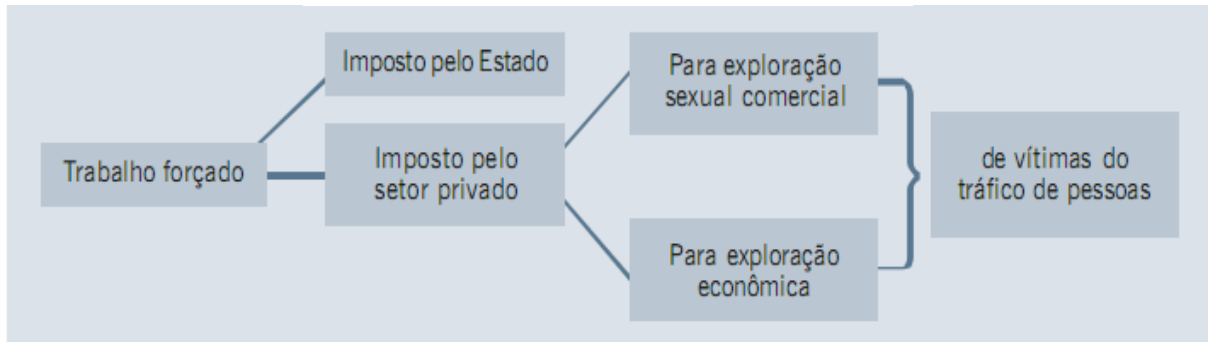 Trabalho forçado
Imposto pelo Estado
Imposto pelo
setor privado
Para exploração
sexual comercial
Para exploração
econômica
de vítimas do
tráfico de pessoas